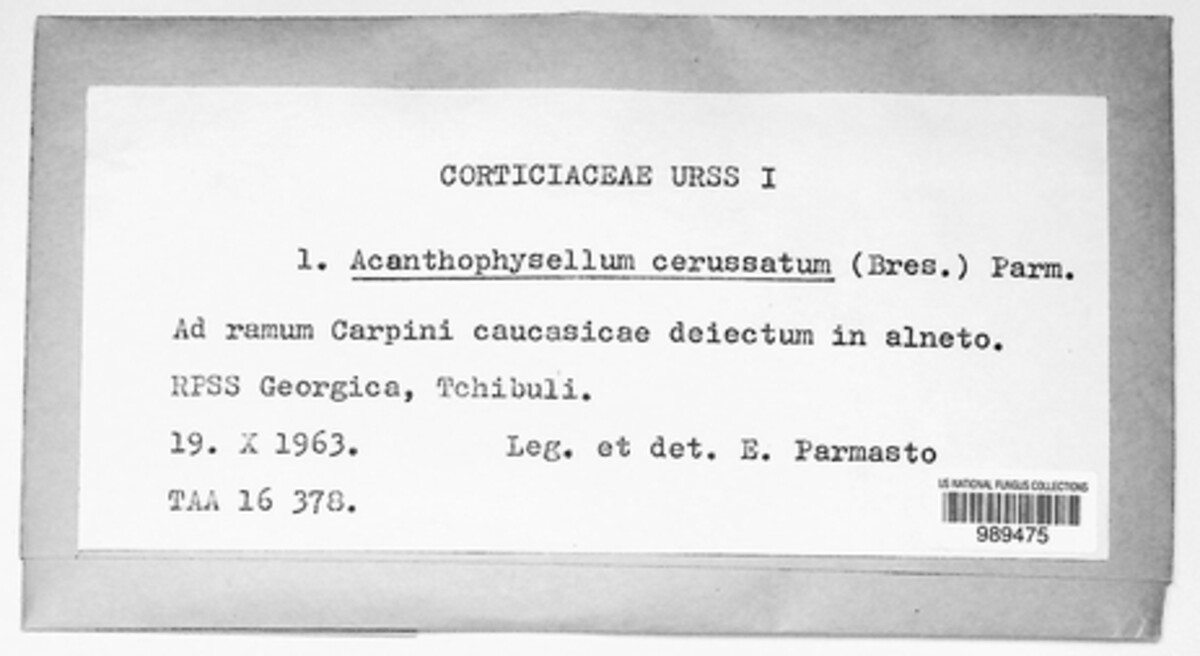 CORTICIACEAE URSS I
1. Acanthophysellum cerussatum (Bres.) Parm.
Ad ramum Carpini caucasicae deiectum in alneto.
RPSS Georgica, Tchibuli.
19. X 1963. Leg. et det. E. Parmasto
TAA 16 378.
US NATIONAL FUNGUS COLLECTIONS
989475